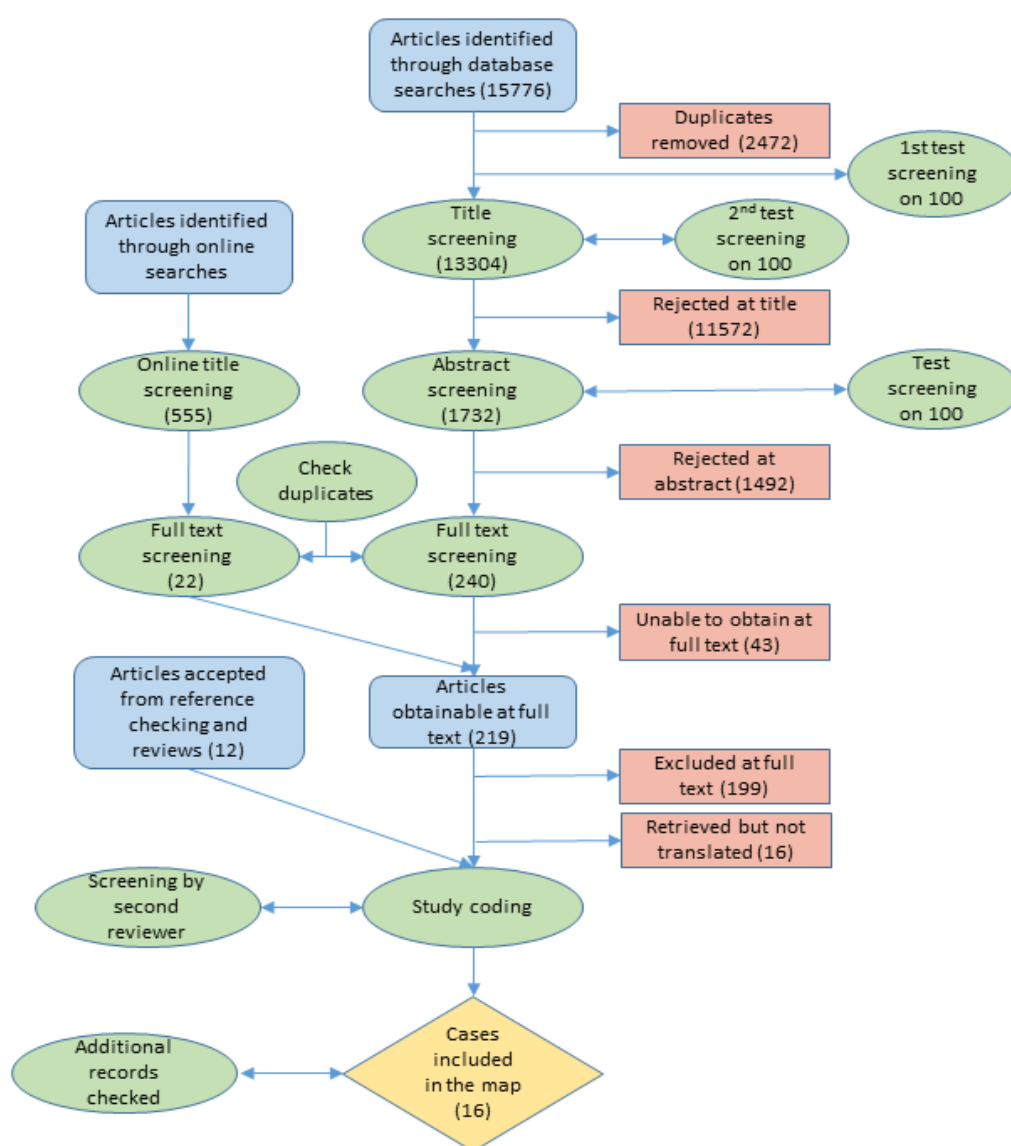 Articles identified
through database
searches (15776)
Duplicates
removed (2472)
1st test
screening
on 100
Articles identified
through online
searches
Title
screening
(13304)
2nd test
screening
on 100
Rejected at title
(11572)
Online title
screening
(555)
Abstract
screening
(1732)
Test
screening
on 100
Check
duplicates
Rejected at
abstract (1492)
Full text
screening
(22)
Full text
screening
(240)
Unable to obtain at
full text (43)
Articles accepted
from reference
checking and
reviews (12)
Articles
obtainable at full
text (219)
Excluded at full
text (199)
Retrieved but not
translated (16)
Screening by
second
reviewer
Study coding
Cases
included
in the map
(16)
Additional
records
checked